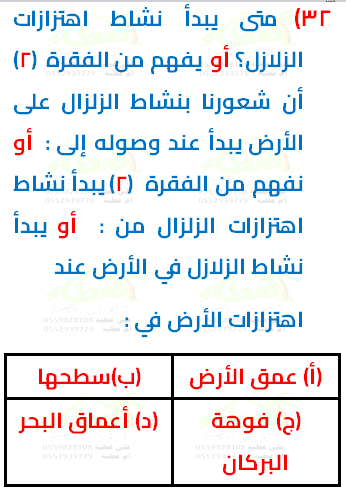 ٣٢) متى يبدأ نشاط اهتزازات
الزلازل؟ أو يفهم من الفقرة (٢)
أن شعورنا بنشاط الزلزال على
الأرض يبدأ عند وصوله إلى : أو
نفهم من الفقرة (٢) يبدأ نشاط
اهتزازات الزلزال من : أو يبدأ
نشاط الزلازل في الأرض عند
اهتزازات الأرض في :
(أ) عمق الأرض
(ب)سطحها
(ج) فوهة
البركان
(د) أعماق البحر